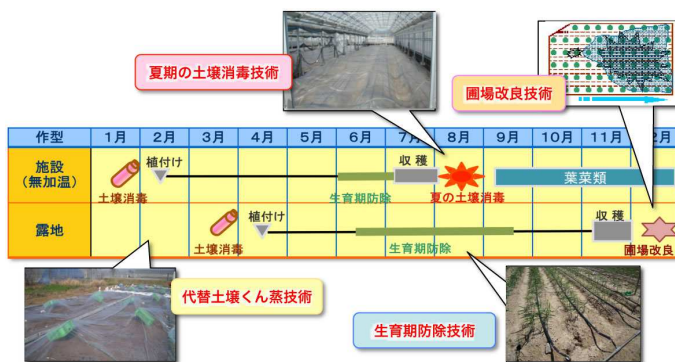 夏期の土壌消毒技術
圃場改良技術
作型 1月 2月 3月 4月 5月 6月 7月 8月 9月 10月 11月 2月
施設
(無加温)
植付け
収穫
土壌消毒
生育期防除
夏の土壌消毒
葉菜類
露地
植付け
収穫
土壌消毒
生育期防除
圃場改良
代替土壌くん蒸技術
生育期防除技術